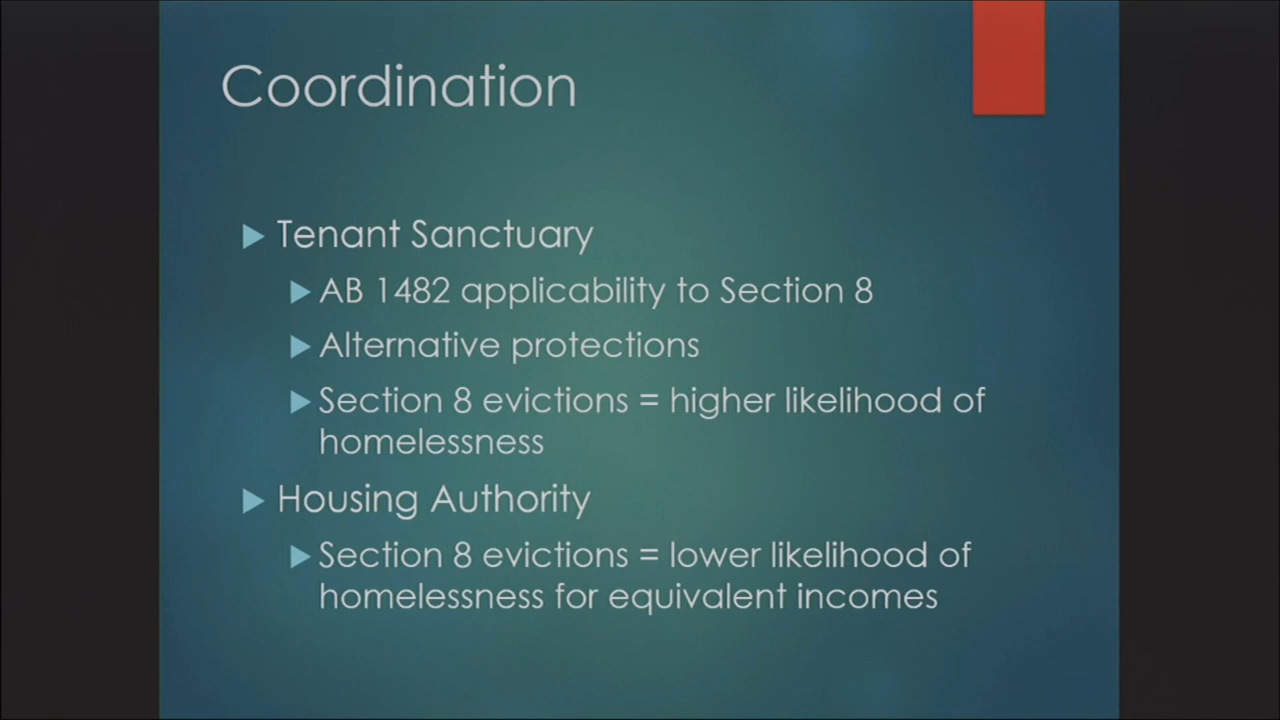 Coordination
Tenant Sanctuary
AB 1482 applicability to Section 8
Alternative protections
Section 8 evictions = higher likelihood of
homelessness
Housing Authority
Section 8 evictions = lower likelihood of
homelessness for equivalent incomes